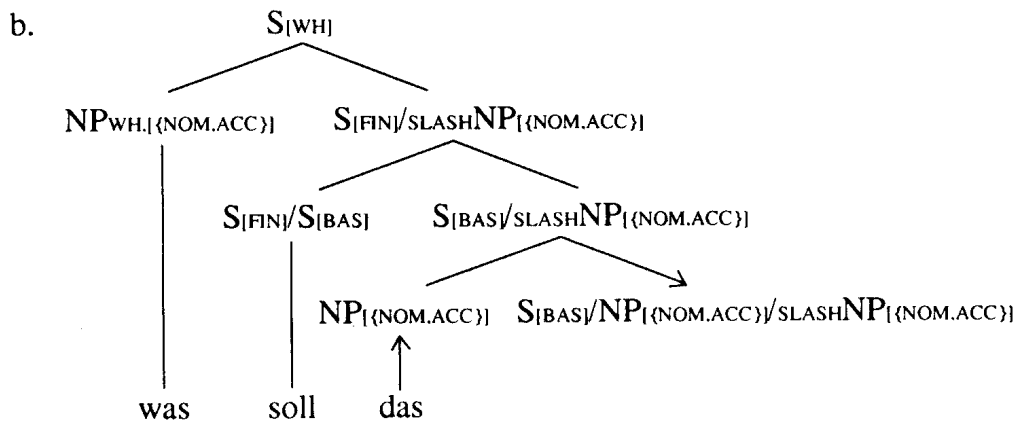 b.
S[WH]
NPWH.[{NOM.ACC}] S[FIN]/SLASHNP[{NOM.ACC}]
S[FIN]/S[BAS] S[BAS]/SLASHNP[{NOM.ACC}]
NP[{NOM.ACC}] S[BAS]/NP[{NOM.ACC}]/SLASHNP[{NOM.ACC}]
was soll das